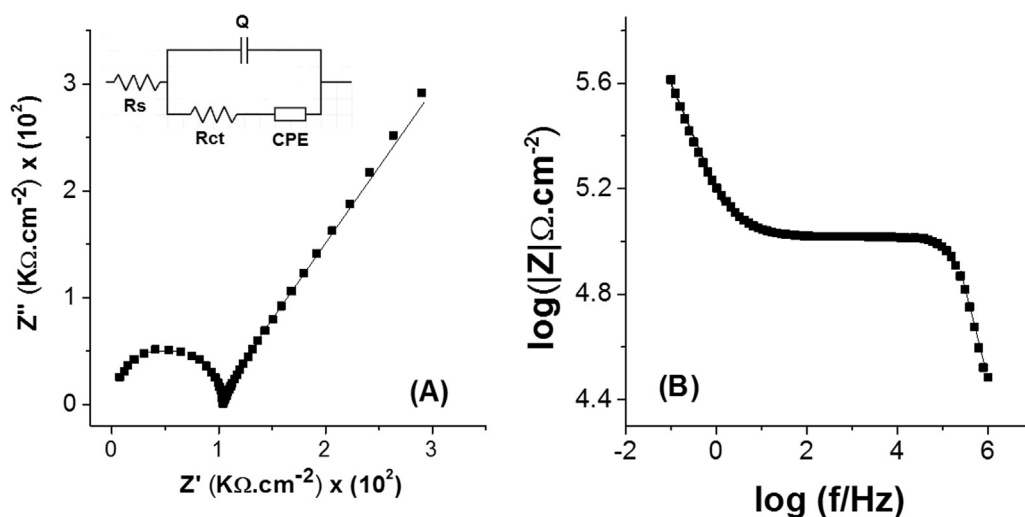 Q
Rs
Rct
CPE
Z'' (KΩ.cm⁻²) x (10²)
3
2
1
0
0
1
2
3
Z' (KΩ.cm⁻²) x (10²)
(A)
log(|Z|Ω.cm⁻²)
5.6
5.2
4.8
4.4
-2
0
2
4
6
log (f/Hz)
(B)